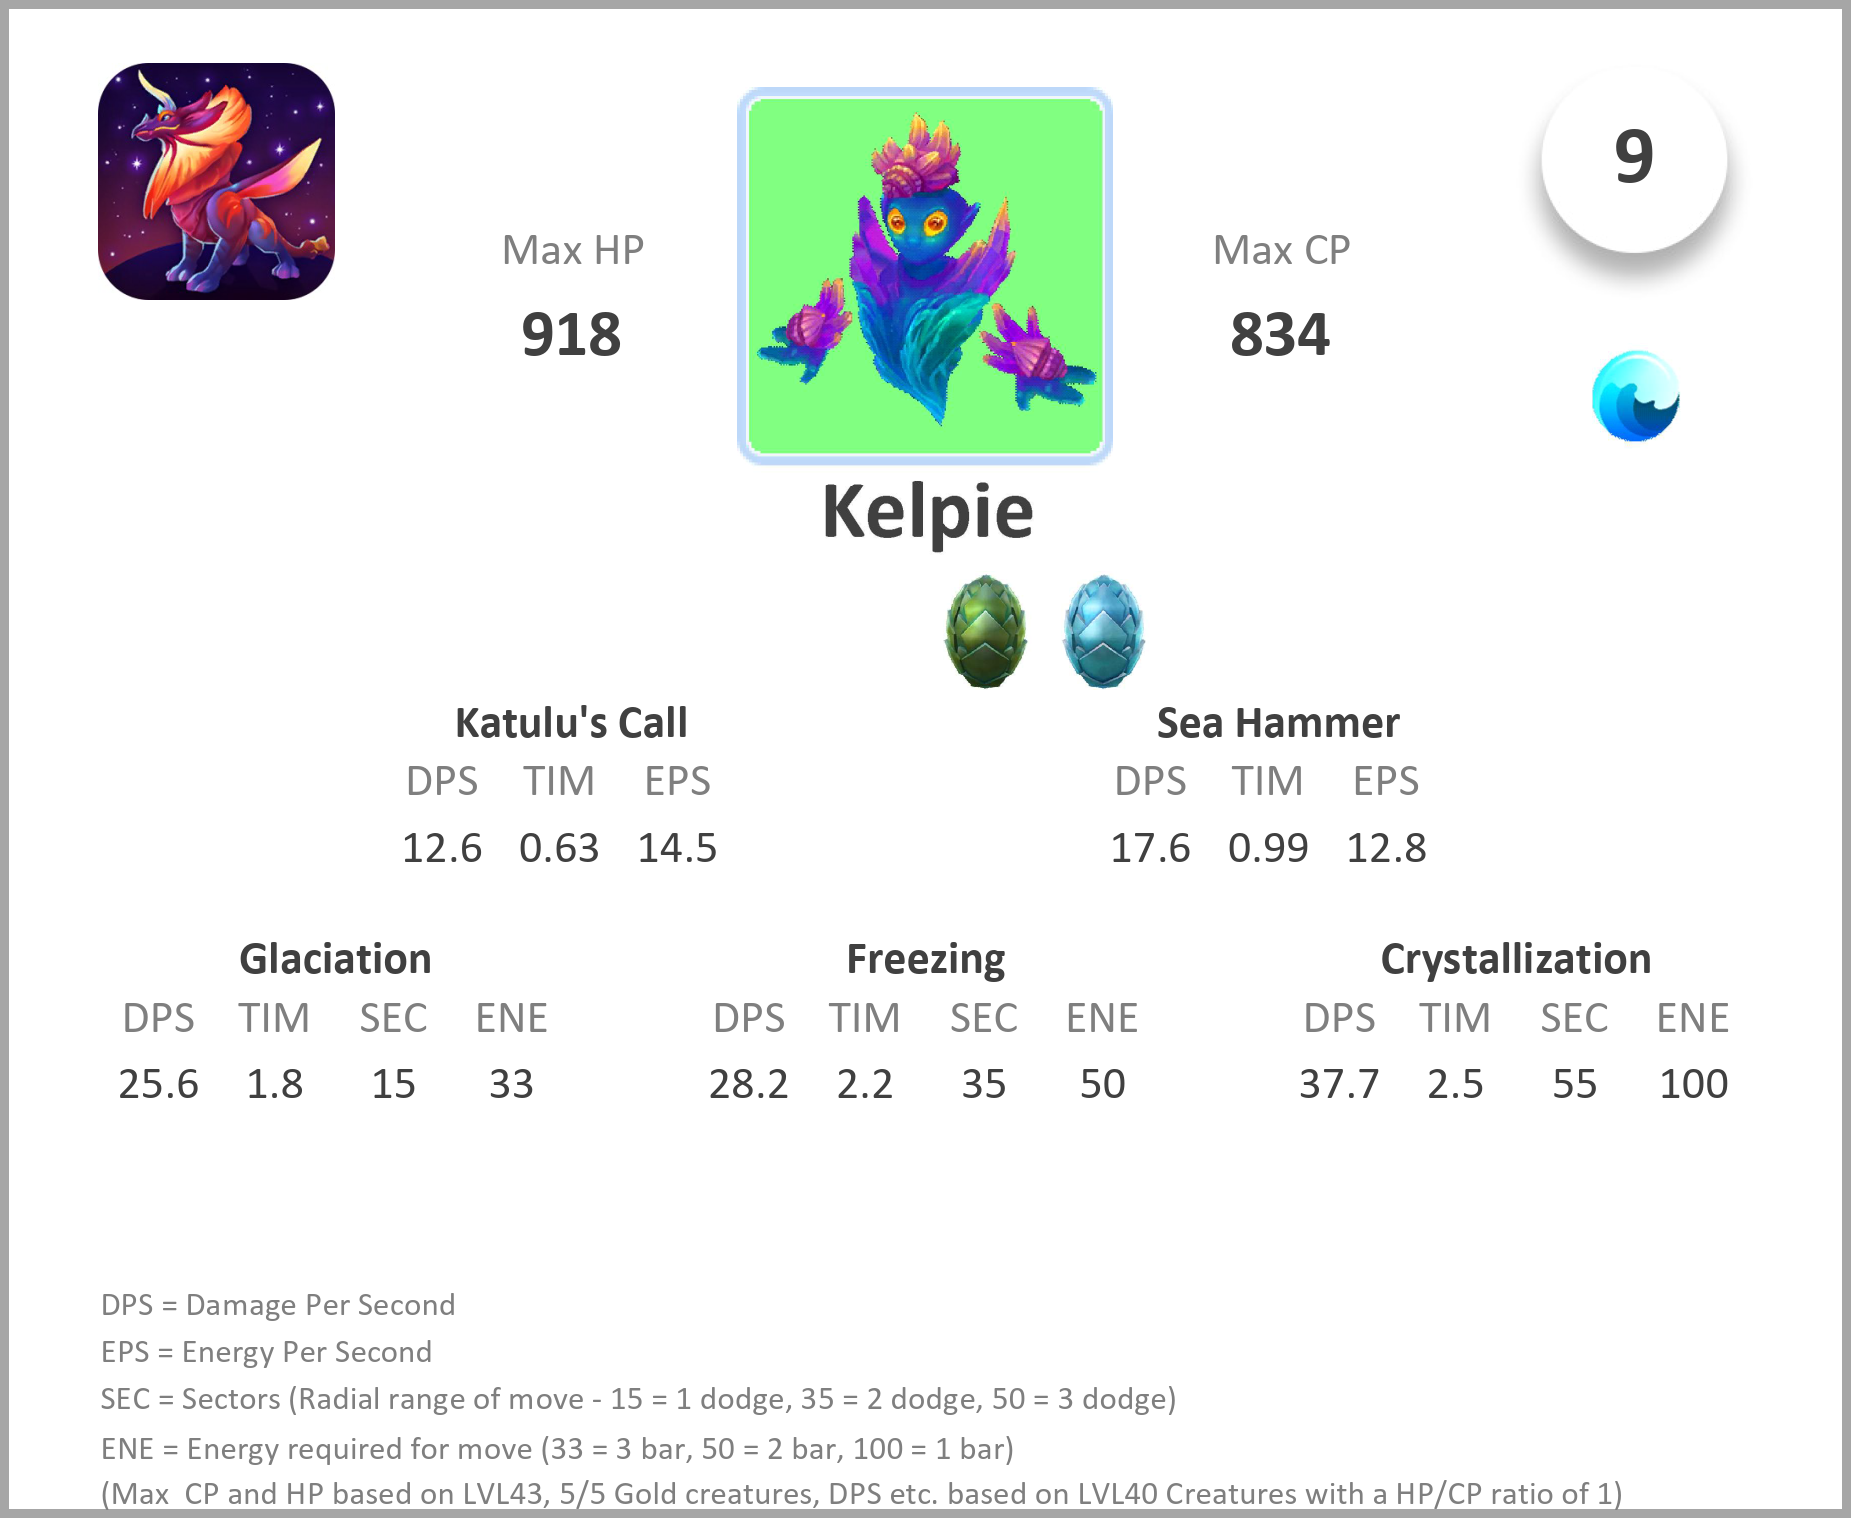 9
Max HP
Max CP
918
834
Kelpie
Katulu's Call
Sea Hammer
DPS TIM EPS
DPS TIM EPS
12.6 0.63 14.5
17.6 0.99 12.8
Glaciation
Freezing
Crystallization
DPS TIM SEC ENE
DPS TIM SEC ENE
DPS TIM SEC ENE
25.6 1.8 15 33
28.2 2.2 35 50
37.7 2.5 55 100
DPS = Damage Per Second
EPS = Energy Per Second
SEC = Sectors (Radial range of move - 15 = 1 dodge, 35 = 2 dodge, 50 = 3 dodge)
ENE = Energy required for move (33 = 3 bar, 50 = 2 bar, 100 = 1 bar)
(Max  CP and HP based on LVL43, 5/5 Gold creatures, DPS etc. based on LVL40 Creatures with a HP/CP ratio of 1)